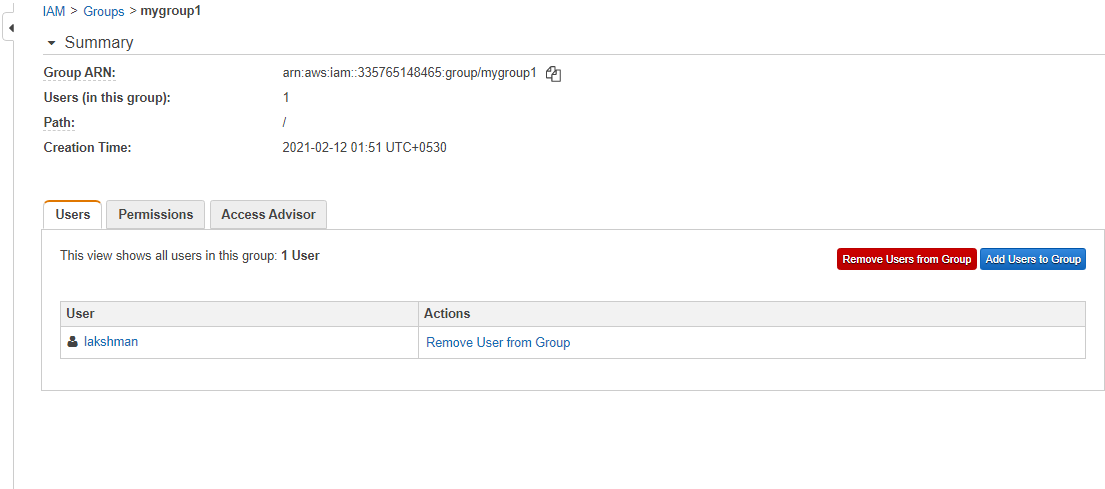 IAM > Groups > mygroup1
Summary
Group ARN: arn:aws:iam::335765148465:group/mygroup1
Users (in this group): 1
Path: /
Creation Time: 2021-02-12 01:51 UTC+0530
Users Permissions Access Advisor
This view shows all users in this group: 1 User Remove Users from Group Add Users to Group
User Actions
lakshman Remove User from Group